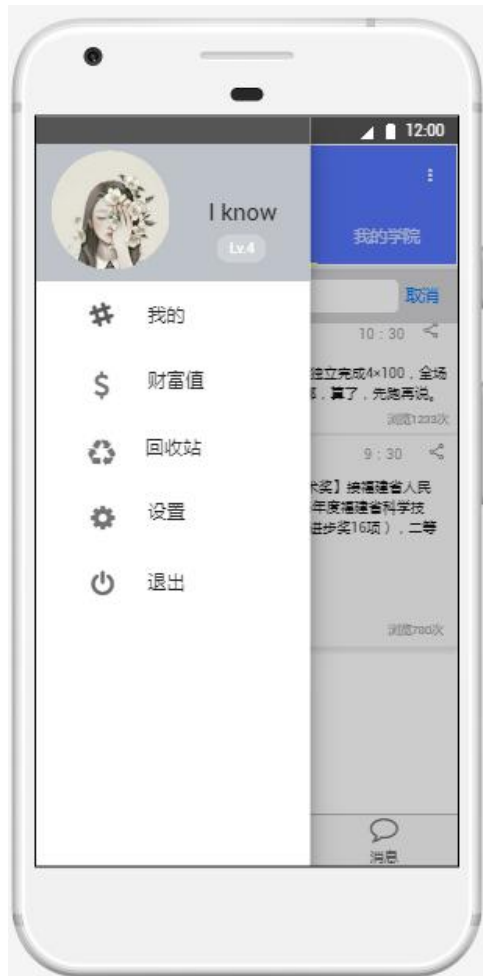 12:00
I know
Lv.4
我的学院
取消
我的
10:30
财富值
独立完成4×100，全场
，算了，先跑再说。
浏览1233次
回收站
9:30
术奖】按福建省人民
年度福建省科学技
设置
进步奖16项），二等
退出
浏览780次
消息